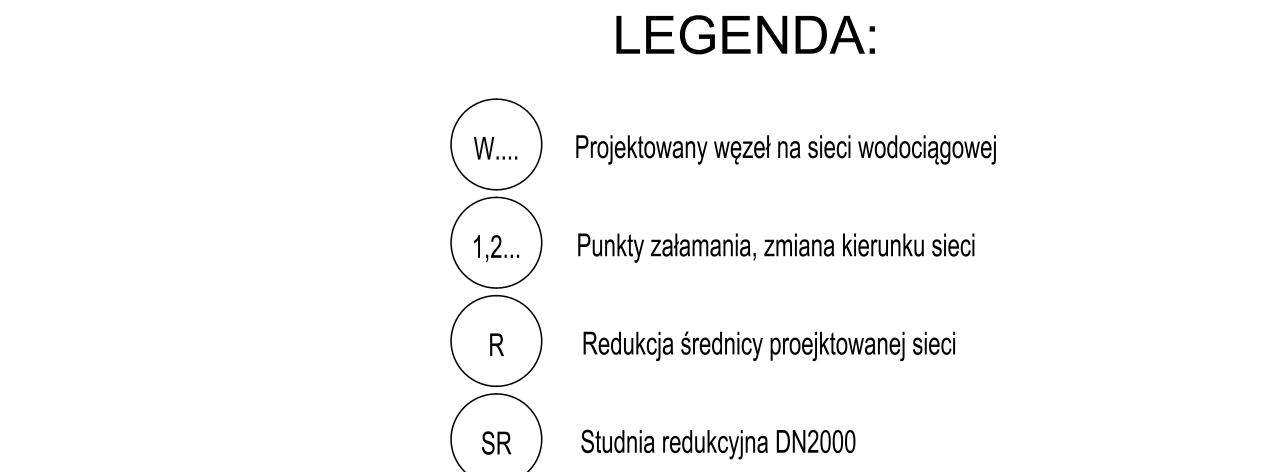 LEGENDA:
W.... Projektowany węzeł na sieci wodociągowej
1,2... Punkty załamania, zmiana kierunku sieci
R Redukcja średnicy proejktowanej sieci
SR Studnia redukcyjna DN2000